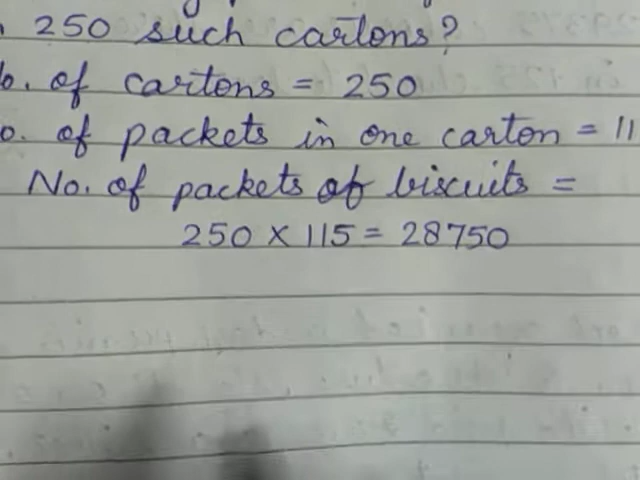 250 such cartons?
. of cartons = 250
o. of packets in one carton = 11
No. of packets of biscuits =
250 × 115 = 28750